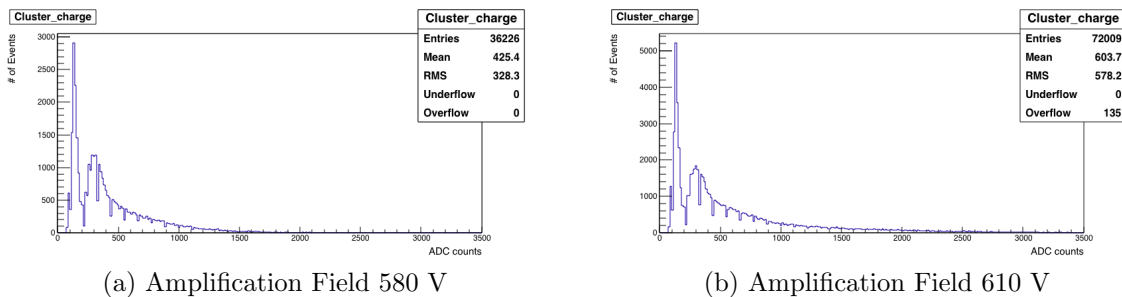 Cluster_charge
Cluster_charge
Entries 36226
Mean 425.4
RMS 328.3
Underflow 0
Overflow 0
# of Events
3000
2500
2000
1500
1000
500
0
0 500 1000 1500 2000 2500 3000 3500
ADC counts
(a) Amplification Field 580 V
Cluster_charge
Cluster_charge
Entries 72009
Mean 603.7
RMS 578.2
Underflow 0
Overflow 135
# of Events
5000
4000
3000
2000
1000
0
0 500 1000 1500 2000 2500 3000 3500
ADC counts
(b) Amplification Field 610 V